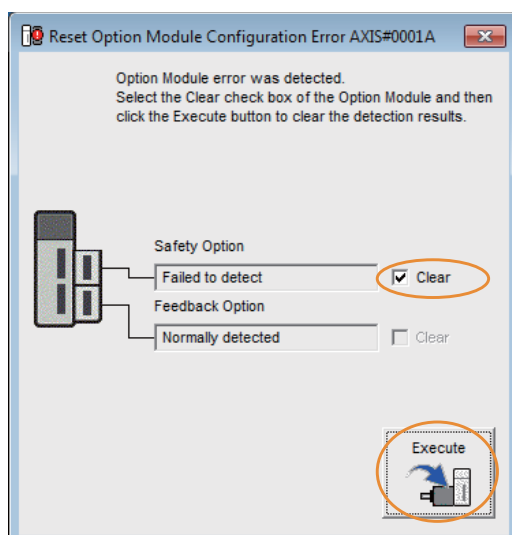 Reset Option Module Configuration Error AXIS#0001A
Option Module error was detected.
Select the Clear check box of the Option Module and then
click the Execute button to clear the detection results.
Safety Option
Failed to detect
Clear
Feedback Option
Normally detected
Clear
Execute